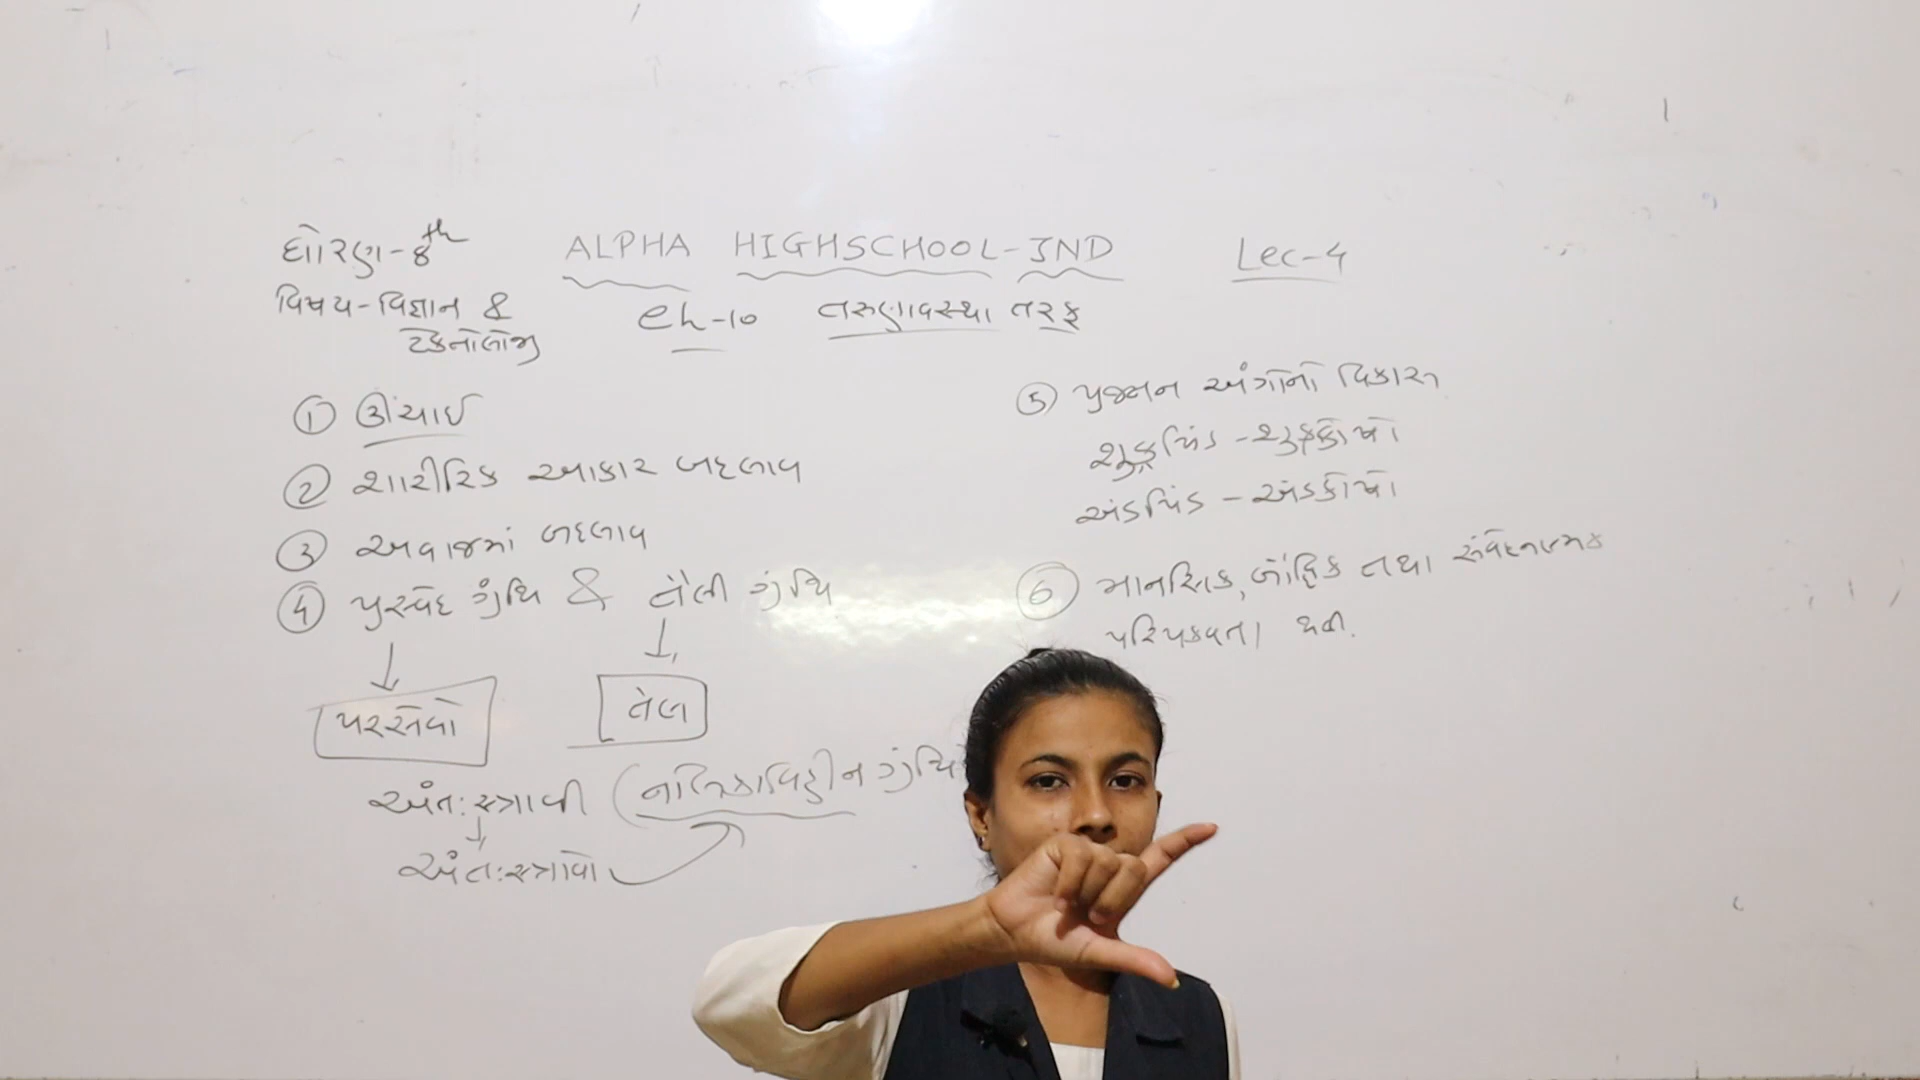 ધોરણ-8th
ALPHA HIGHSCHOOL-IND
Lec-4
વિષય-વિજ્ઞાન &
ટેકનોલોજી
ch-10 તરુણાવસ્થા તરફ
① ઊંચાઈ
② શારીરિક આકાર બદલાવ
③ અવાજમાં બદલાવ
④ પ્રસ્વેદ ગ્રંથિ & તૈલી ગ્રંથિ
પરસેવો
તેલ
અંતઃસ્ત્રાવી (નલિકાવિહીન ગ્રંથિ
અંતઃસ્ત્રાવો
⑤ પ્રજનન અંગોનો વિકાસ
શુક્રપિંડ - શુક્રકોષો
અંડપિંડ - અંડકોષો
⑥ માનસિક, બૌદ્ધિક તથા સંવેદનાત્મક
પરિપક્વતા થવી.